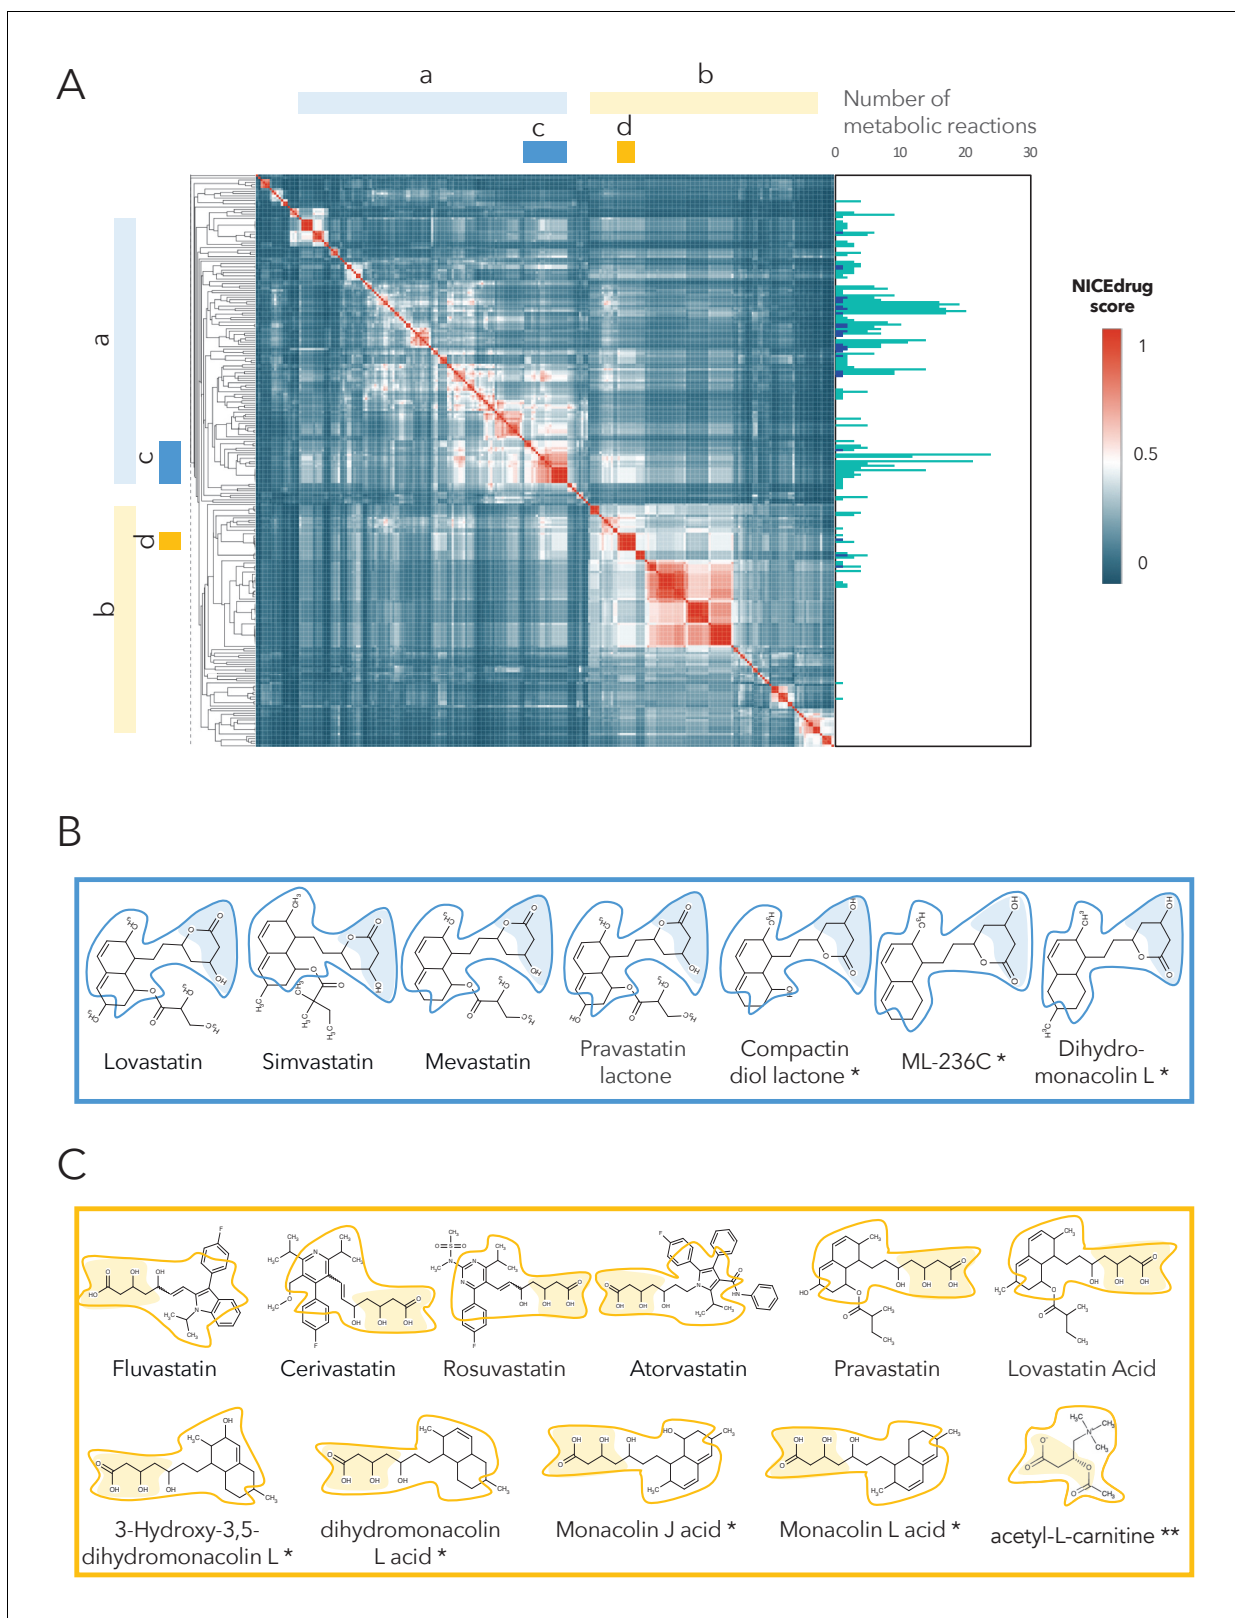 A
a
b
c
d
Number of
metabolic reactions
0 10 20 30
a
c
d
b
NICEdrug
score
1
0.5
0
B
Lovastatin
Simvastatin
Mevastatin
Pravastatin
lactone
Compactin
diol lactone *
ML-236C *
Dihydro-
monacolin L *
C
Fluvastatin
Cerivastatin
Rosuvastatin
Atorvastatin
Pravastatin
Lovastatin Acid
3-Hydroxy-3,5-
dihydromonacolin L *
dihydromonacolin
L acid *
Monacolin J acid *
Monacolin L acid *
acetyl-L-carnitine **